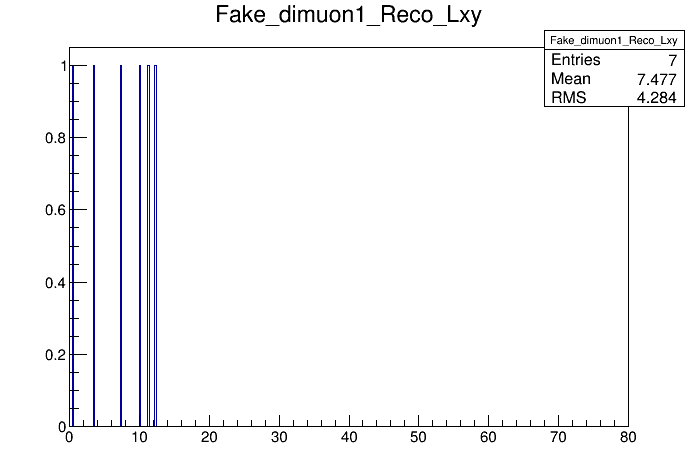 Fake_dimuon1_Reco_Lxy
Fake_dimuon1_Reco_Lxy
Entries 7
Mean 7.477
RMS 4.284
1
0.8
0.6
0.4
0.2
0
0 10 20 30 40 50 60 70 80